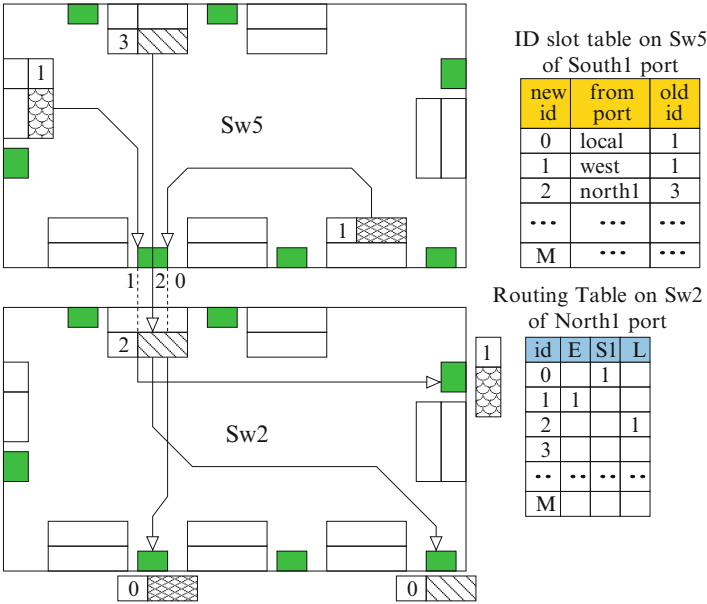 3
1
Sw5
1
1 2 0
ID slot table on Sw5
of South1 port
new id from port old id
0 local 1
1 west 1
2 north1 3
... ... ...
M ... ...
2
Sw2
1
0
0
Routing Table on Sw2
of North1 port
id E S1 L
0 1
1 1
2 1
3
.. .. .. ..
M